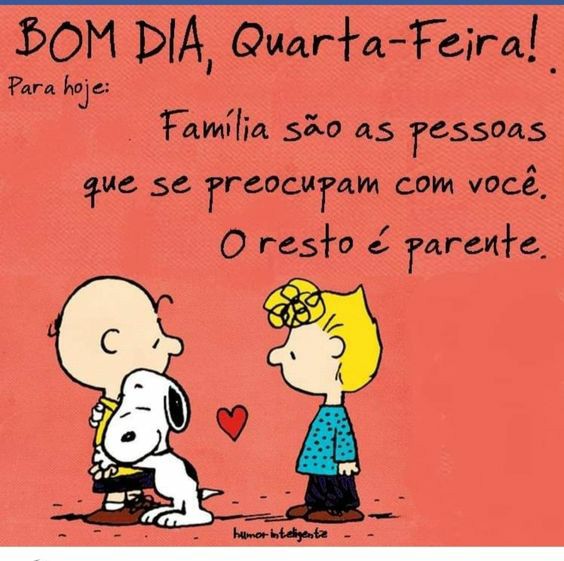 BOM DIA, Quarta-Feira!.
Para hoje:
Família são as pessoas
que se preocupam com você.
O resto é parente.
humor inteligente